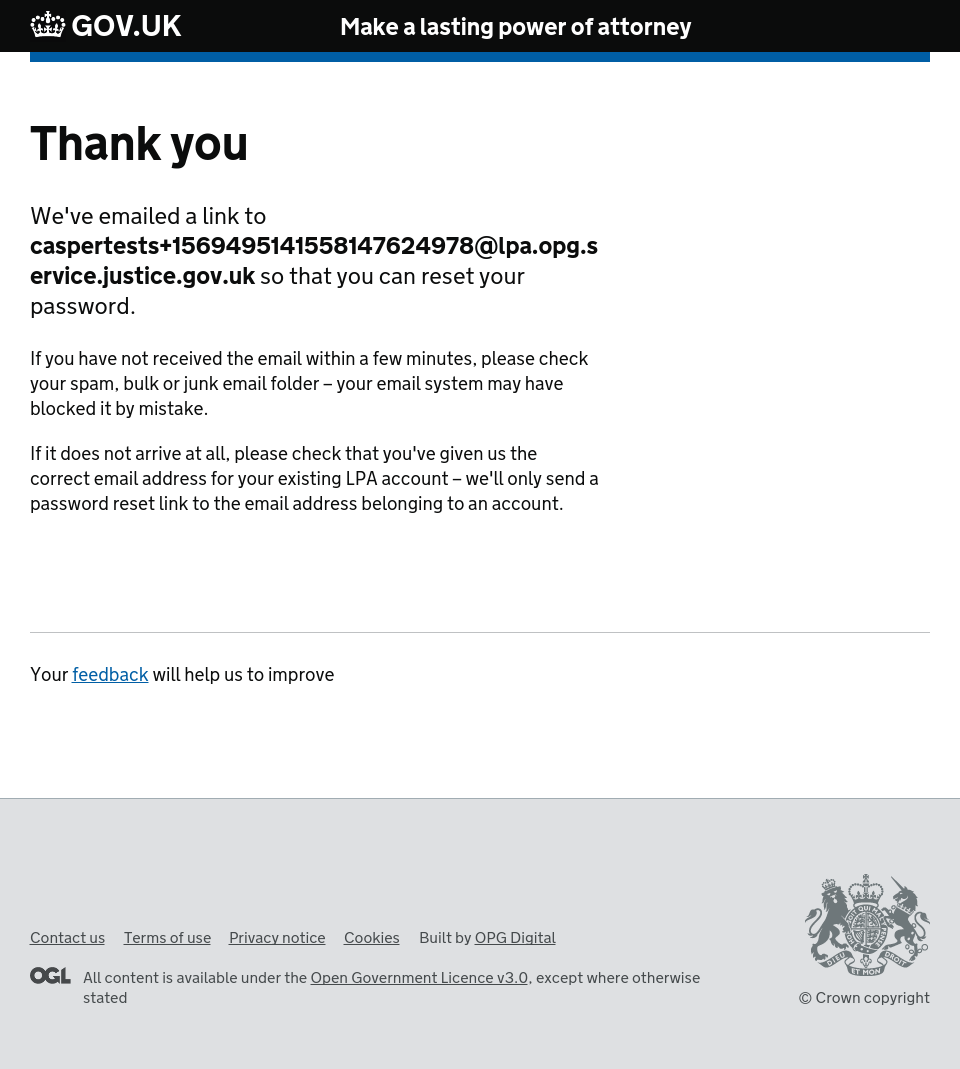 GOV.UK
Make a lasting power of attorney
Thank you
We've emailed a link to
caspertests+1569495141558147624978@lpa.opg.s
ervice.justice.gov.uk so that you can reset your
password.
If you have not received the email within a few minutes, please check
your spam, bulk or junk email folder – your email system may have
blocked it by mistake.
If it does not arrive at all, please check that you've given us the
correct email address for your existing LPA account – we'll only send a
password reset link to the email address belonging to an account.
Your feedback will help us to improve
Contact us Terms of use Privacy notice Cookies Built by OPG Digital
OGL All content is available under the Open Government Licence v3.0, except where otherwise
stated
DIEU ET MON DROIT
© Crown copyright